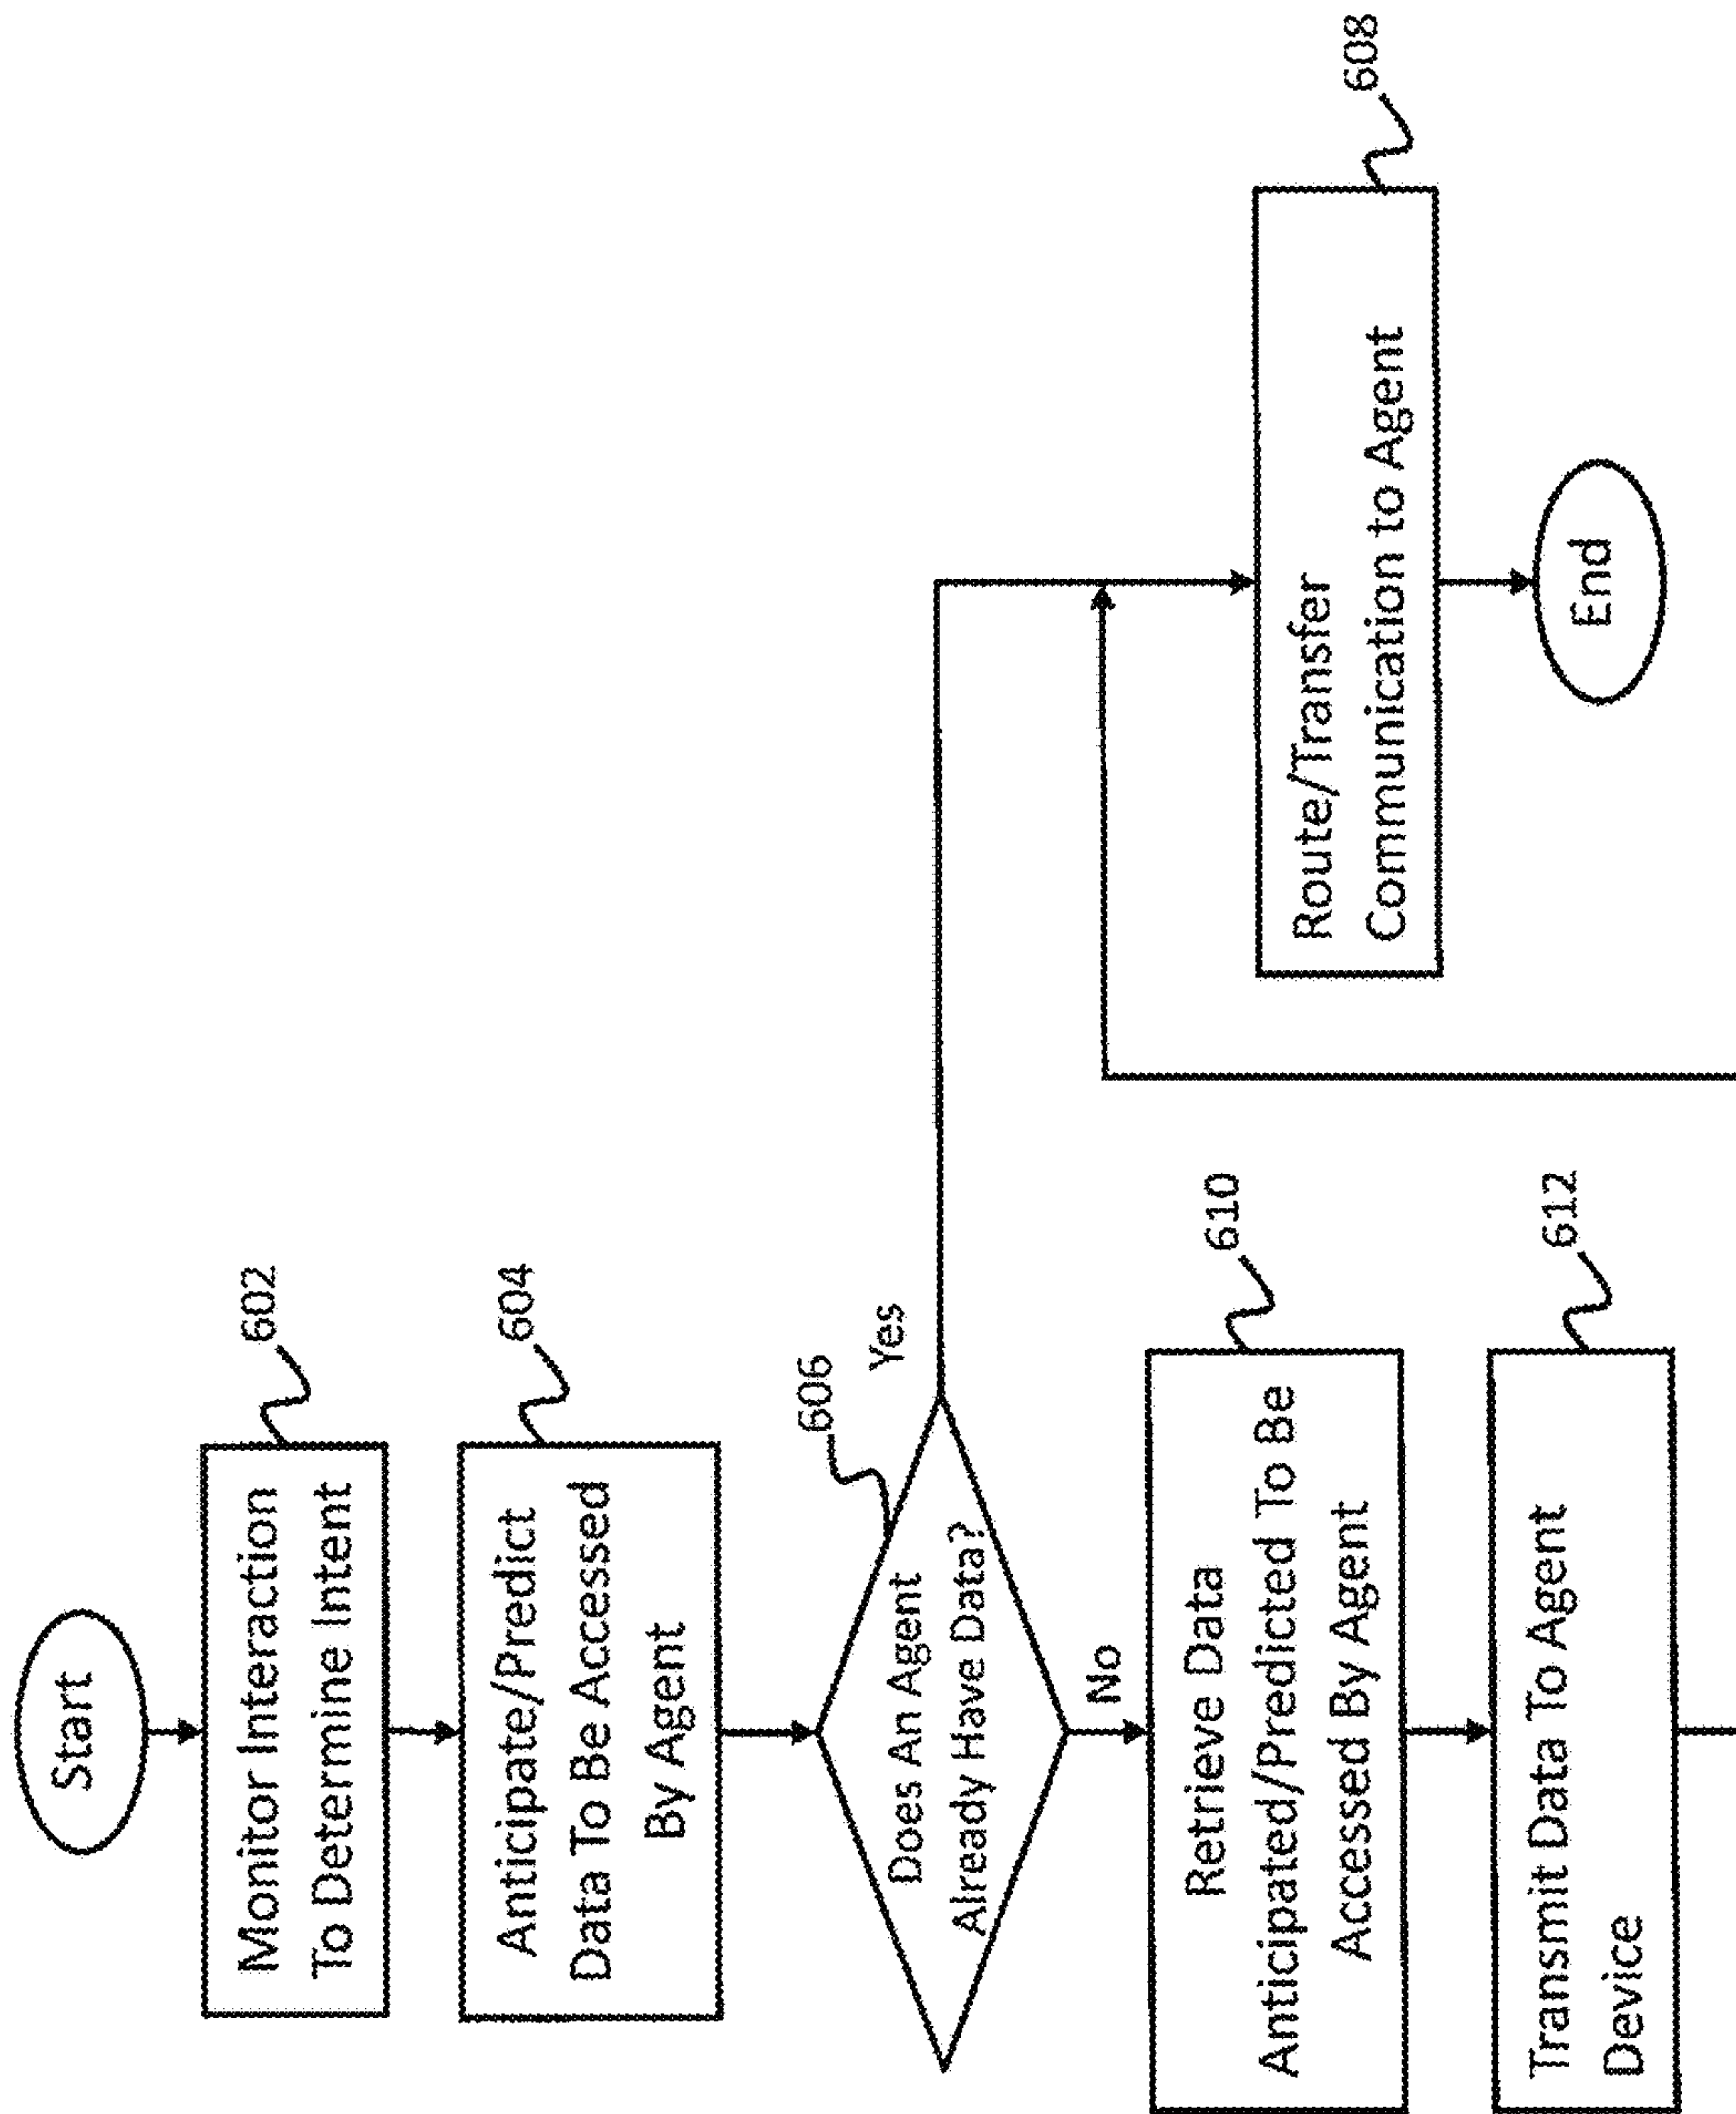 Start
Monitor Interaction
To Determine Intent
602
Anticipate/Predict
Data To Be Accessed
By Agent
604
Does An Agent
Already Have Data?
606
Yes
No
Retrieve Data
Anticipated/Predicted To Be
Accessed By Agent
610
Transmit Data To Agent
Device
612
Route/Transfer
Communication to Agent
608
End